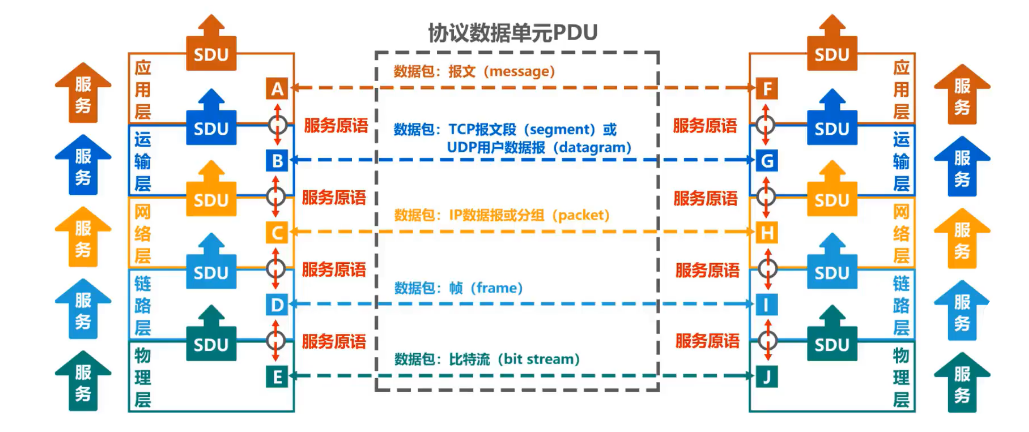 协议数据单元PDU
SDU
SDU
服务
应用层
A
数据包：报文（message）
F
应用层
服务
SDU
服务原语
服务原语
SDU
服务
运输层
B
数据包：TCP报文段（segment）或
UDP用户数据报（datagram）
G
运输层
服务
SDU
服务原语
服务原语
SDU
服务
网络层
C
数据包：IP数据报或分组（packet）
H
网络层
服务
SDU
服务原语
服务原语
SDU
服务
链路层
D
数据包：帧（frame）
I
链路层
服务
SDU
服务原语
服务原语
SDU
服务
物理层
E
数据包：比特流（bit stream）
J
物理层
服务